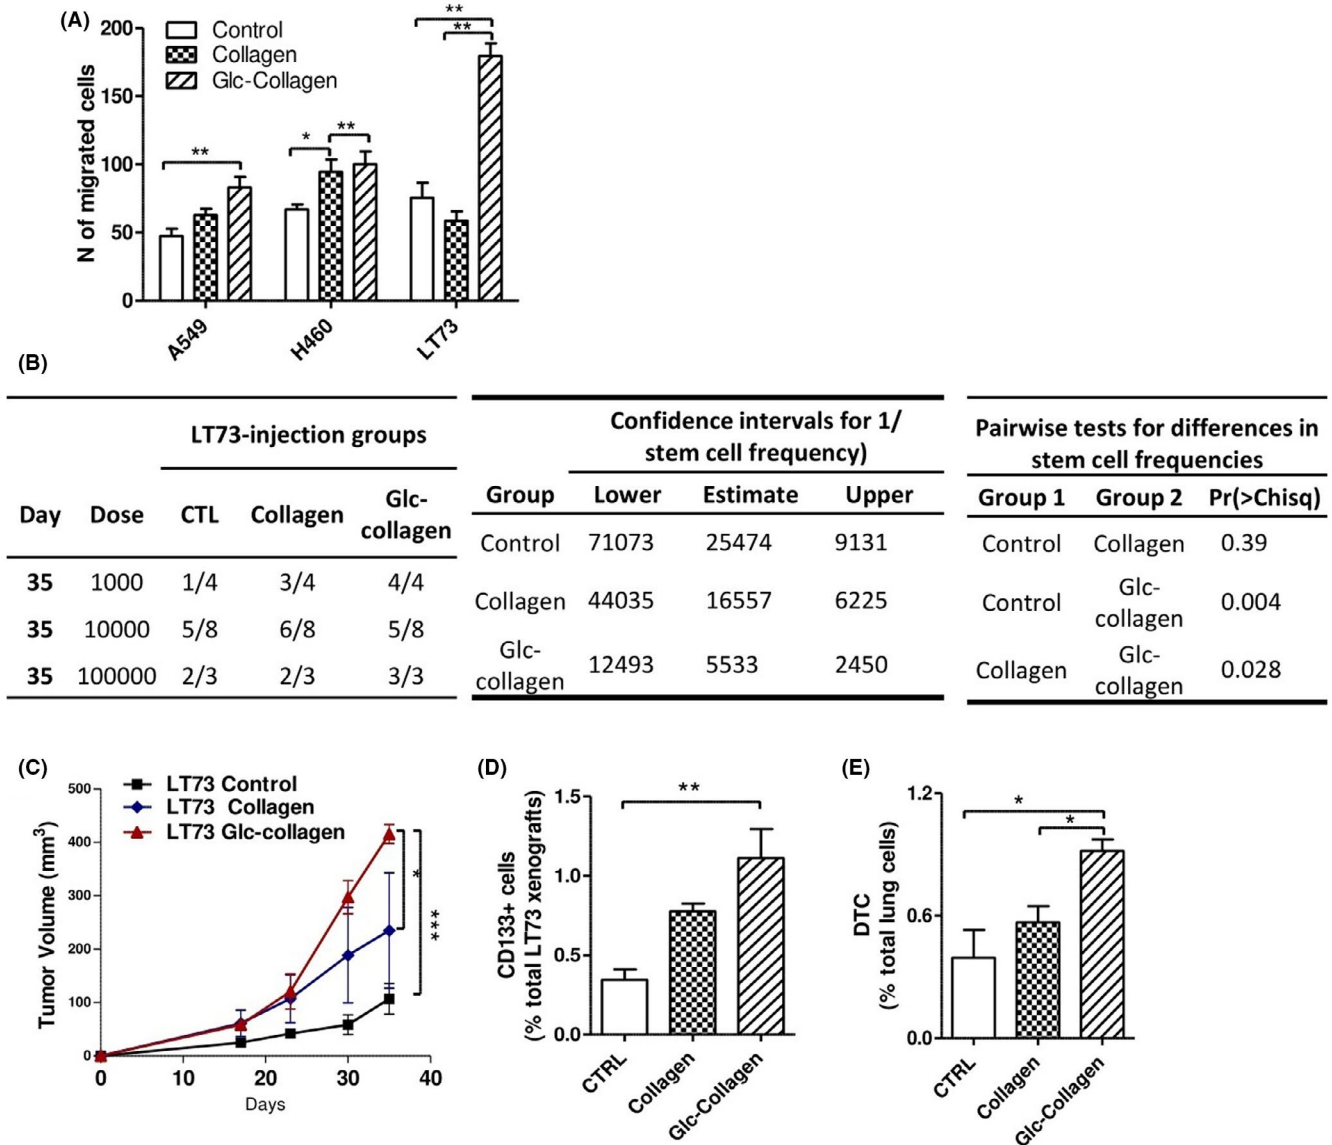 (A)
200
150
100
50
0
N of migrated cells
Control
Collagen
Glc-Collagen
**
*
**
**
**
A549
H460
LT73
(B)
LT73-injection groups
Day Dose CTL Collagen Glc-
collagen
35 1000 1/4 3/4 4/4
35 10000 5/8 6/8 5/8
35 100000 2/3 2/3 3/3
Confidence intervals for 1/
stem cell frequency)
Group Lower Estimate Upper
Control 71073 25474 9131
Collagen 44035 16557 6225
Glc-
collagen 12493 5533 2450
Pairwise tests for differences in
stem cell frequencies
Group 1 Group 2 Pr(>Chisq)
Control Collagen 0.39
Control Glc-
collagen 0.004
Collagen Glc-
collagen 0.028
(C)
LT73 Control
LT73 Collagen
LT73 Glc-collagen
500
400
300
200
100
0
Tumor Volume (mm3)
*
***
0 10 20 30 40
Days
(D)
1.5
1.0
0.5
0.0
CD133+ cells
(% total LT73 xenografts)
**
CTRL
Collagen
Glc-Collagen
(E)
1.2
0.6
0.0
DTC
(% total lung cells)
*
*
CTRL
Collagen
Glc-Collagen